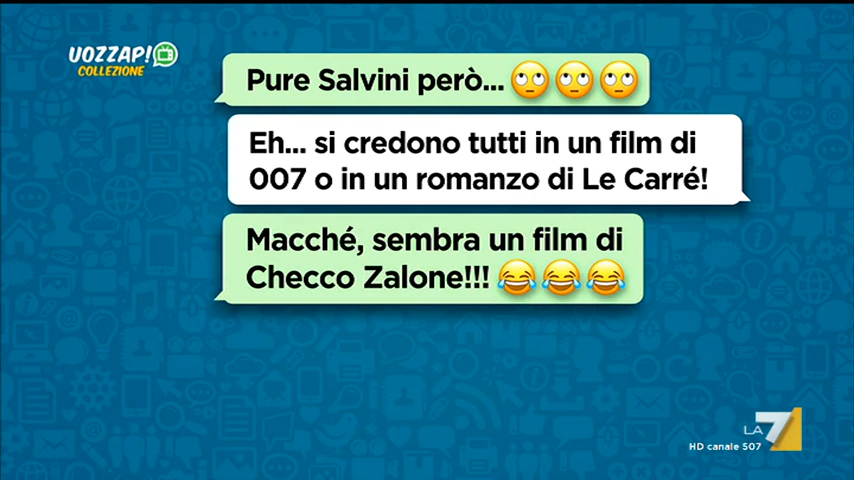 UOZZAP!
COLLEZIONE
Pure Salvini però... 🙄🙄🙄
Eh... si credono tutti in un film di
007 o in un romanzo di Le Carré!
Macché, sembra un film di
Checco Zalone!!! 😂😂😂
LA7
HD canale 507